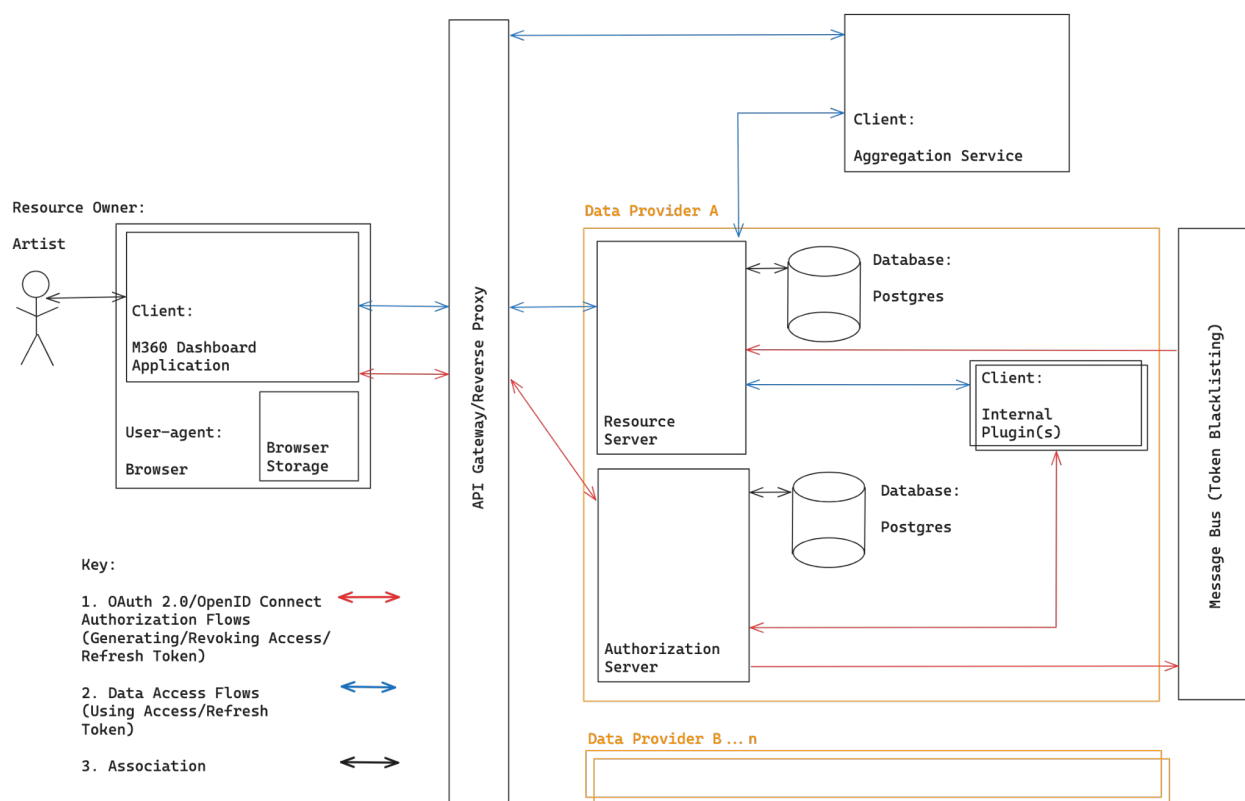 Client:
Aggregation Service
Resource Owner:
Artist
Client:
M360 Dashboard
Application
User-agent:
Browser
Browser
Storage
API Gateway/Reverse Proxy
Data Provider A
Resource
Server
Database:
Postgres
Client:
Internal
Plugin(s)
Authorization
Server
Database:
Postgres
Message Bus (Token Blacklisting)
Key:
1. OAuth 2.0/OpenID Connect
Authorization Flows
(Generating/Revoking Access/
Refresh Token)
2. Data Access Flows
(Using Access/Refresh
Token)
3. Association
Data Provider B...n